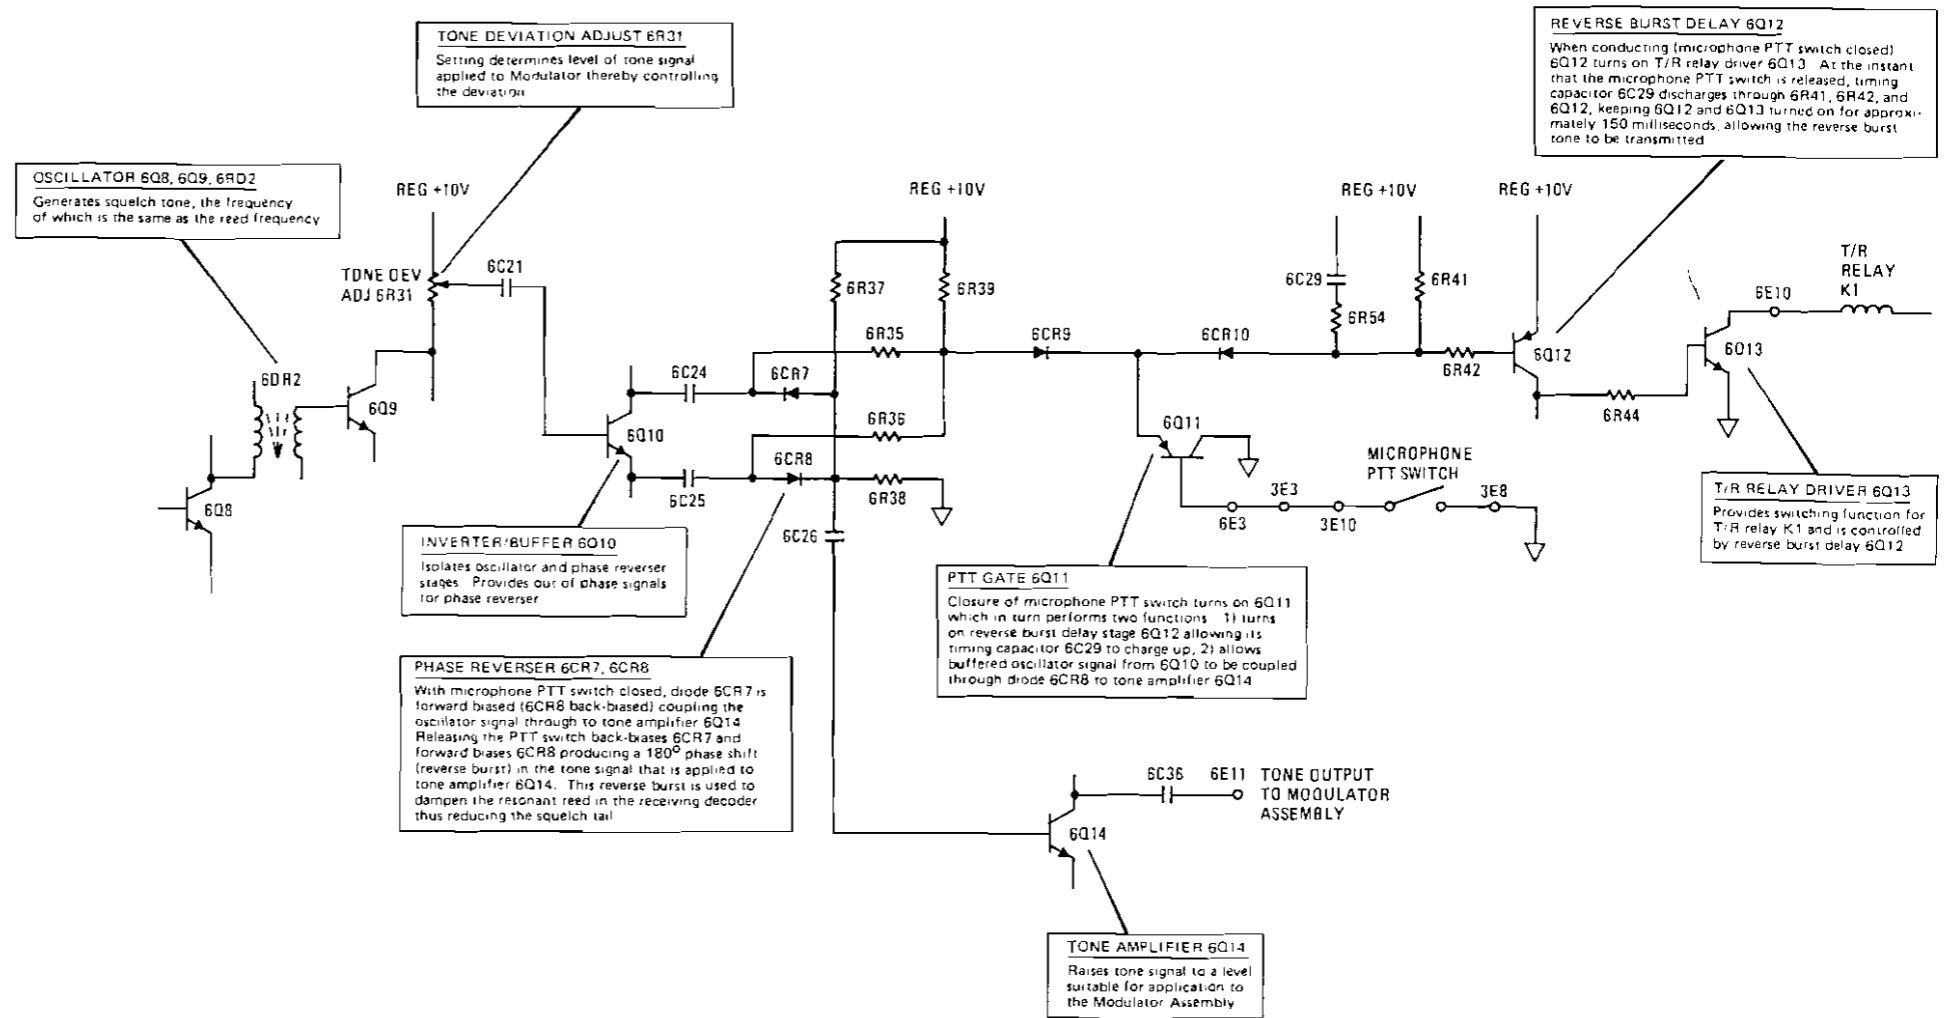 TONE DEVIATION ADJUST 6R31
Setting determines level of tone signal
applied to Modulator thereby controlling
the deviation
REVERSE BURST DELAY 6Q12
When conducting (microphone PTT switch closed)
6Q12 turns on T/R relay driver 6Q13 At the instant
that the microphone PTT switch is released, timing
capacitor 6C29 discharges through 6R41, 6R42, and
6Q12, keeping 6Q12 and 6Q13 turned on for approxi-
mately 150 milliseconds, allowing the reverse burst
tone to be transmitted
OSCILLATOR 6Q8, 6Q9, 6RD2
Generates squelch tone, the frequency
of which is the same as the reed frequency
REG +10V
REG +10V
REG +10V
REG +10V
TONE DEV
ADJ 6R31
6C21
6R37
6R39
6C29
6R41
6R54
T/R
RELAY
K1
6E10
6R35
6CR9
6CR10
6R42
6Q12
6Q13
6DR2
6Q9
6C24
6CR7
6R44
6Q10
6R36
6CR8
6Q11
MICROPHONE
PTT SWITCH
6Q8
6C25
6R38
6E3
3E3
3E10
3E8
6C26
INVERTER/BUFFER 6Q10
Isolates oscillator and phase reverser
stages Provides out of phase signals
for phase reverser
PTT GATE 6Q11
Closure of microphone PTT switch turns on 6Q11
which in turn performs two functions 1) turns
on reverse burst delay stage 6Q12 allowing its
timing capacitor 6C29 to charge up, 2) allows
buffered oscillator signal from 6Q10 to be coupled
through diode 6CR8 to tone amplifier 6Q14
T/R RELAY DRIVER 6Q13
Provides switching function for
T/R relay K1 and is controlled
by reverse burst delay 6Q12
PHASE REVERSER 6CR7, 6CR8
With microphone PTT switch closed, diode 6CR7 is
forward biased (6CR8 back-biased) coupling the
oscillator signal through to tone amplifier 6Q14
Releasing the PTT switch back-biases 6CR7 and
forward biases 6CR8 producing a 180° phase shift
(reverse burst) in the tone signal that is applied to
tone amplifier 6Q14. This reverse burst is used to
dampen the resonant reed in the receiving decoder
thus reducing the squelch tail
6C36
6E11
TONE OUTPUT
TO MODULATOR
ASSEMBLY
6Q14
TONE AMPLIFIER 6Q14
Raises tone signal to a level
suitable for application to
the Modulator Assembly